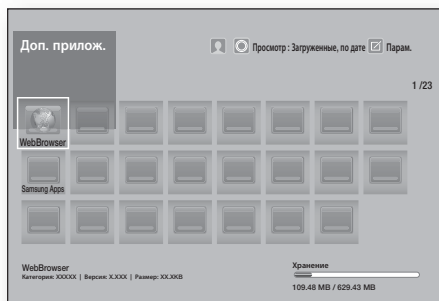 Доп. прилож.
Просмотр : Загруженные, по дате Парам.
1 /23
WebBrowser
Samsung Apps
WebBrowser
Категория: XXXXX | Версия: X.XXX | Размер: XX.XKB
Хранение
109.48 MB / 629.43 MB